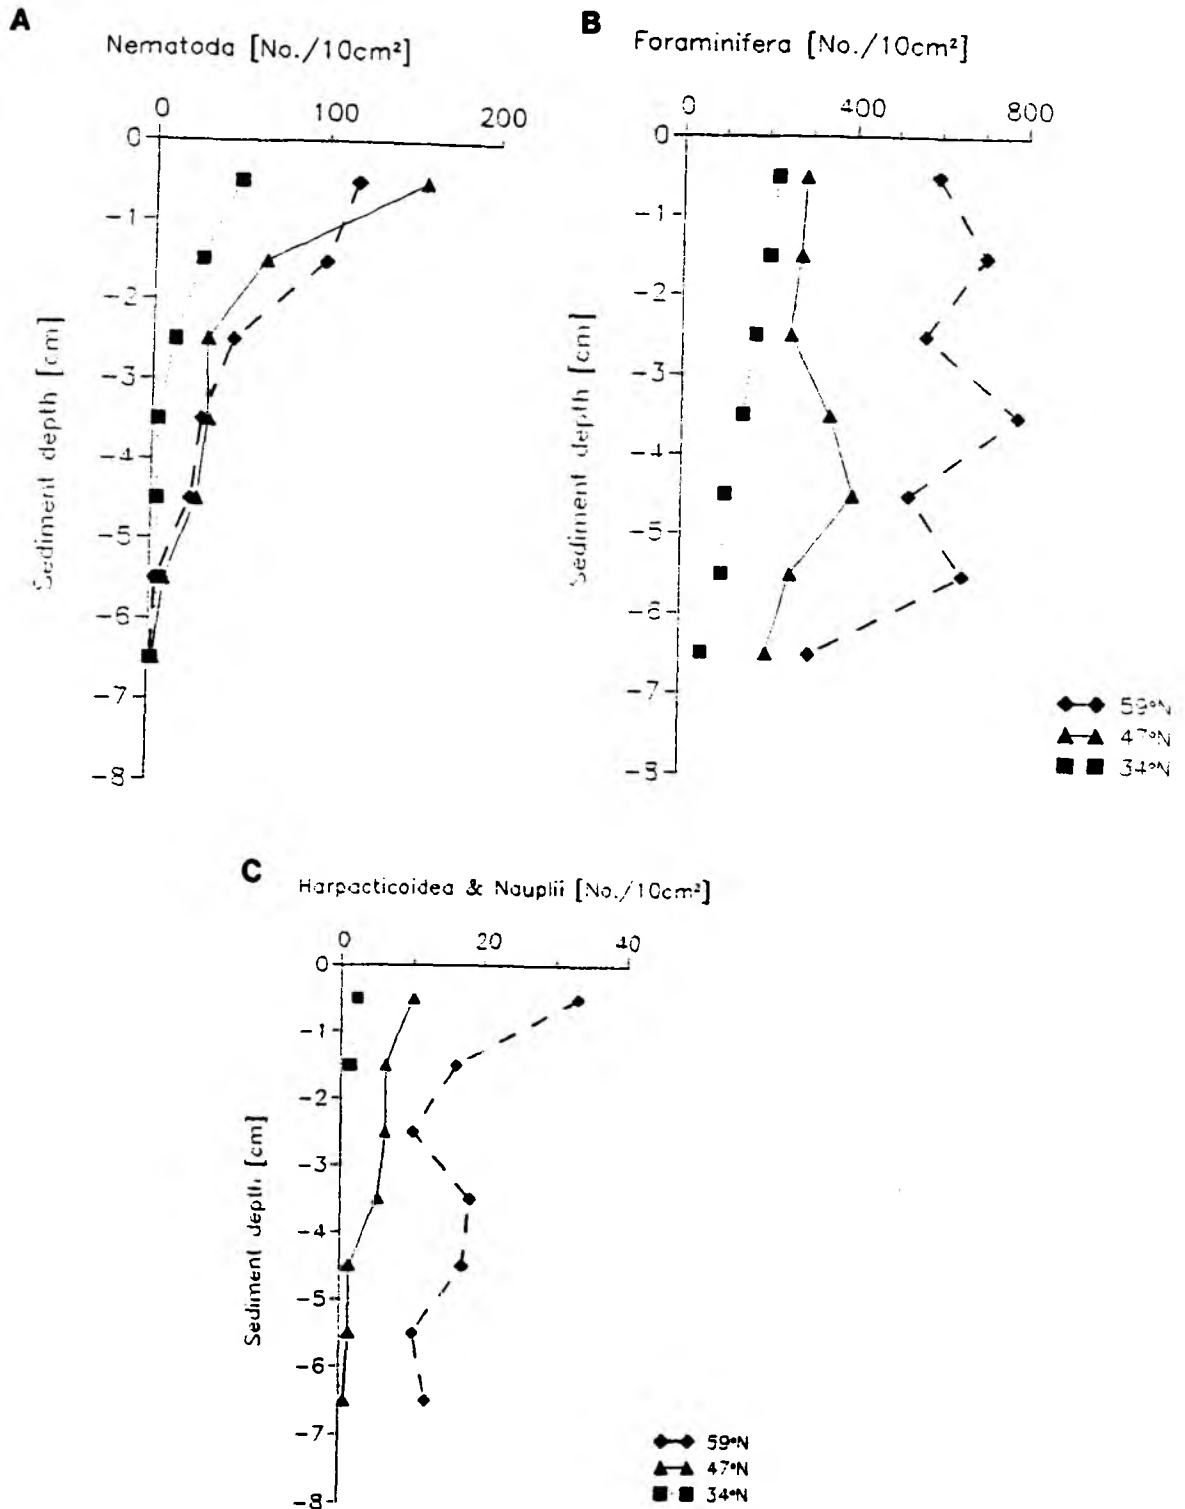 A
Nematoda [No./10cm²]
0 100 200
0
-1
-2
-3
-4
-5
-6
-7
-8
Sediment depth [cm]
B
Foraminifera [No./10cm²]
0 400 800
0
-1
-2
-3
-4
-5
-6
-7
-8
Sediment depth [cm]
59°N
47°N
34°N
C
Harpacticoidea & Nauplii [No./10cm²]
0 20 40
0
-1
-2
-3
-4
-5
-6
-7
-8
Sediment depth [cm]
59°N
47°N
34°N